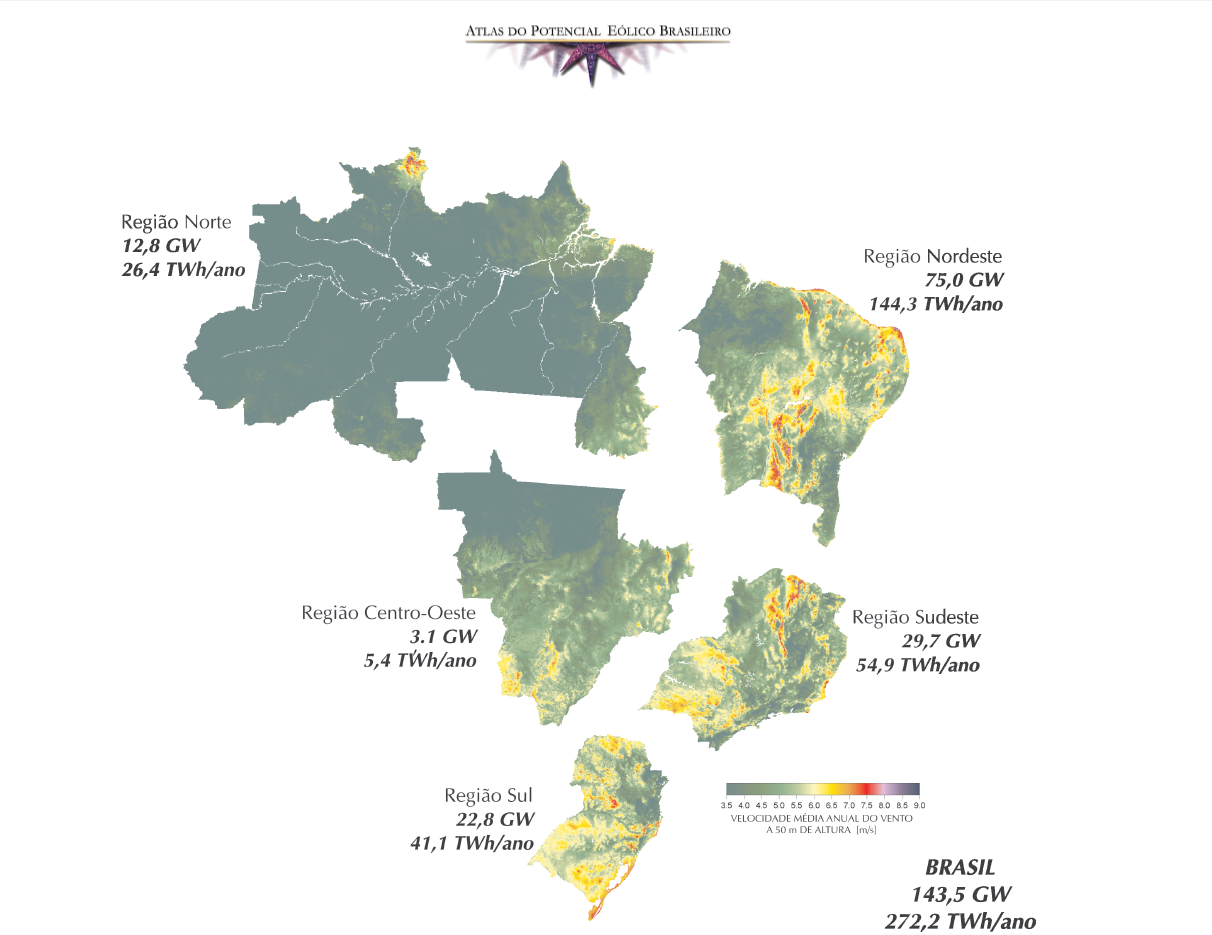 ATLAS DO POTENCIAL EÓLICO BRASILEIRO
Região Norte
12,8 GW
26,4 TWh/ano
Região Nordeste
75,0 GW
144,3 TWh/ano
Região Centro-Oeste
3.1 GW
5,4 TWh/ano
Região Sudeste
29,7 GW
54,9 TWh/ano
Região Sul
22,8 GW
41,1 TWh/ano
3.5 4.0 4.5 5.0 5.5 6.0 6.5 7.0 7.5 8.0 8.5 9.0
VELOCIDADE MÉDIA ANUAL DO VENTO
A 50 m DE ALTURA [m/s]
BRASIL
143,5 GW
272,2 TWh/ano